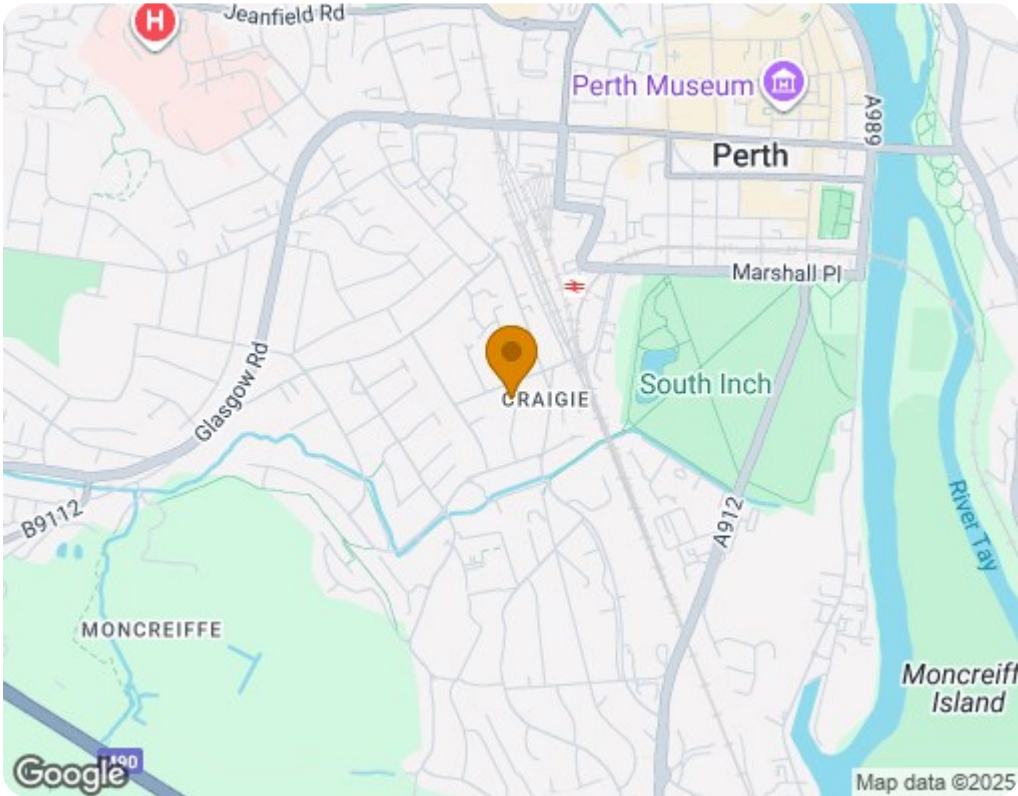 Jeanfield Rd
H
Perth Museum
A989
Perth
Marshall Pl
Glasgow Rd
CRAIGIE
South Inch
B9112
A912
River Tay
MONCREIFFE
Moncreiff
Island
M90
Google
Map data ©2025